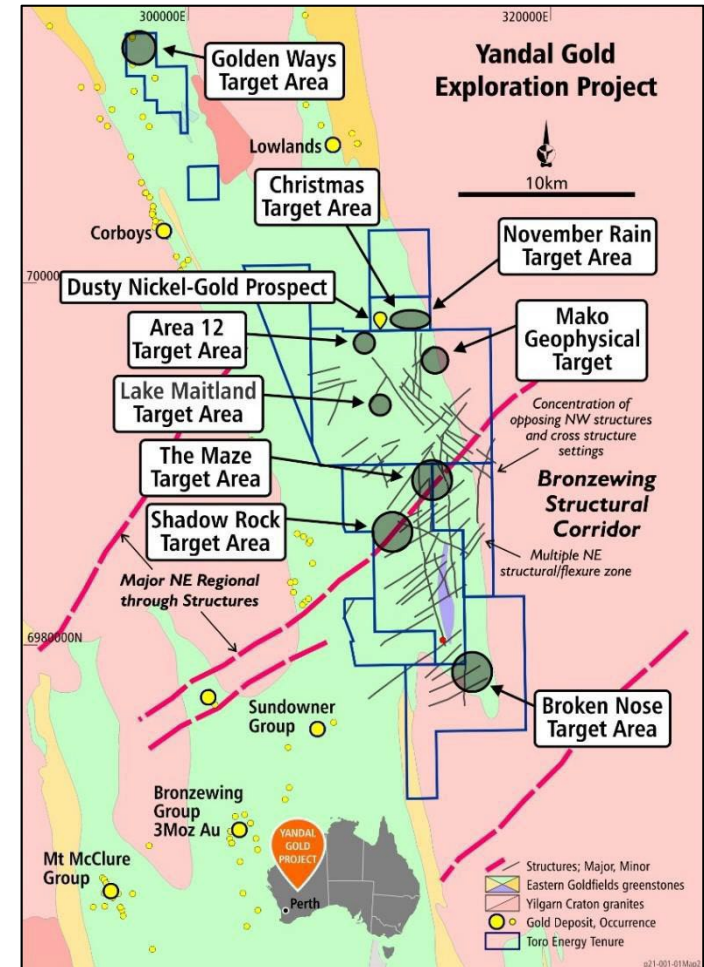 300000E
320000E
Yandal Gold
Exploration Project
Golden Ways
Target Area
Lowlands
10km
Christmas
Target Area
Corboys
November Rain
Target Area
70000
Dusty Nickel-Gold Prospect
Area 12
Target Area
Mako
Geophysical
Target
Lake Maitland
Target Area
Concentration of
opposing NW structures
and cross structure
settings
The Maze
Target Area
Bronzewing
Structural
Corridor
Shadow Rock
Target Area
Multiple NE
structural/flexure zone
Major NE Regional
through Structures
6980000N
Sundowner
Group
Broken Nose
Target Area
Bronzewing
Group
3Moz Au
YANDAL
GOLD
PROJECT
Mt McClure
Group
Perth
Structures; Major, Minor
Eastern Goldfields greenstones
Yilgarn Craton granites
Gold Deposit, Occurrence
Toro Energy Tenure
p21-001-01Map2